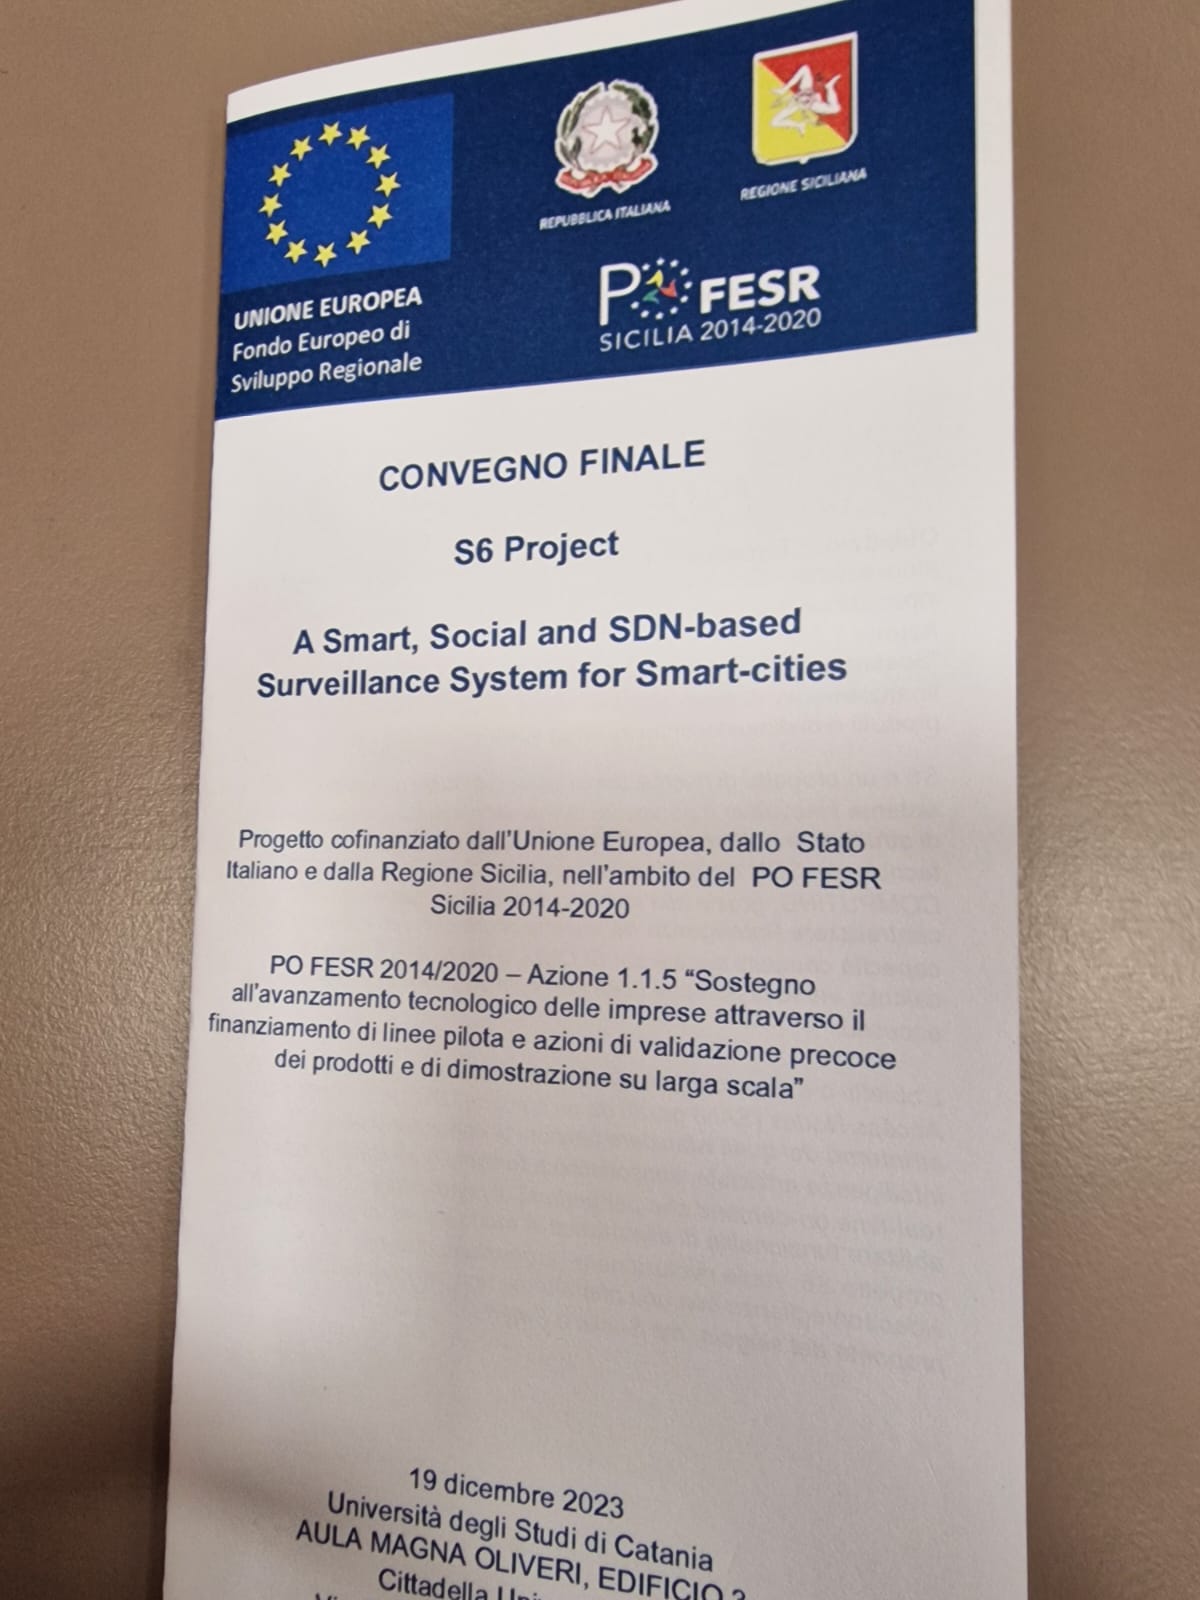 UNIONE EUROPEA
Fondo Europeo di
Sviluppo Regionale
REPUBBLICA ITALIANA
REGIONE SICILIANA
PO FESR
SICILIA 2014-2020
CONVEGNO FINALE
S6 Project
A Smart, Social and SDN-based
Surveillance System for Smart-cities
Progetto cofinanziato dall'Unione Europea, dallo Stato
Italiano e dalla Regione Sicilia, nell'ambito del PO FESR
Sicilia 2014-2020
PO FESR 2014/2020 – Azione 1.1.5 “Sostegno
all'avanzamento tecnologico delle imprese attraverso il
finanziamento di linee pilota e azioni di validazione precoce
dei prodotti e di dimostrazione su larga scala”
19 dicembre 2023
Università degli Studi di Catania
AULA MAGNA OLIVERI, EDIFICIO
Cittadella